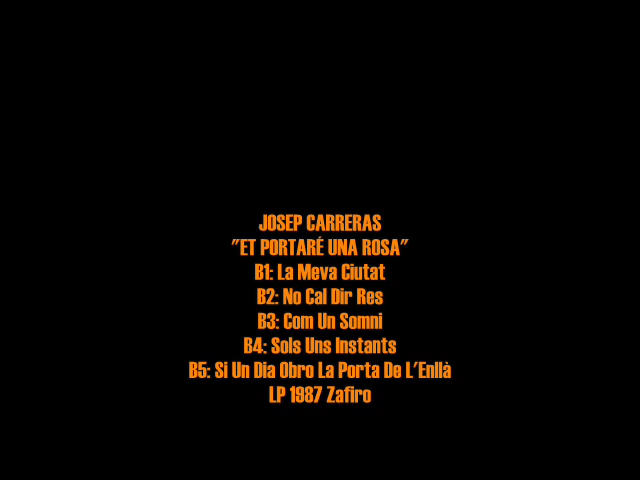 JOSEP CARRERAS
"ET PORTARÉ UNA ROSA"
B1: La Meva Ciutat
B2: No Cal Dir Res
B3: Com Un Somni
B4: Sols Uns Instants
B5: Si Un Dia Obro La Porta De L'Enllà
LP 1987 Zafiro